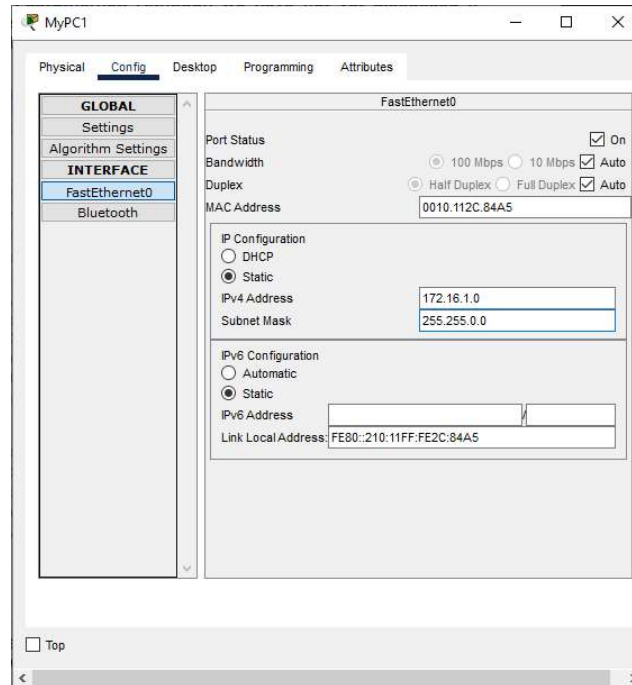 MyPC1
Physical Config Desktop Programming Attributes
GLOBAL
Settings
Algorithm Settings
INTERFACE
FastEthernet0
Bluetooth
FastEthernet0
Port Status On
Bandwidth 100 Mbps 10 Mbps Auto
Duplex Half Duplex Full Duplex Auto
MAC Address 0010.112C.84A5
IP Configuration
DHCP
Static
IPv4 Address 172.16.1.0
Subnet Mask 255.255.0.0
IPv6 Configuration
Automatic
Static
IPv6 Address /
Link Local Address: FE80::210:11FF:FE2C:84A5
Top